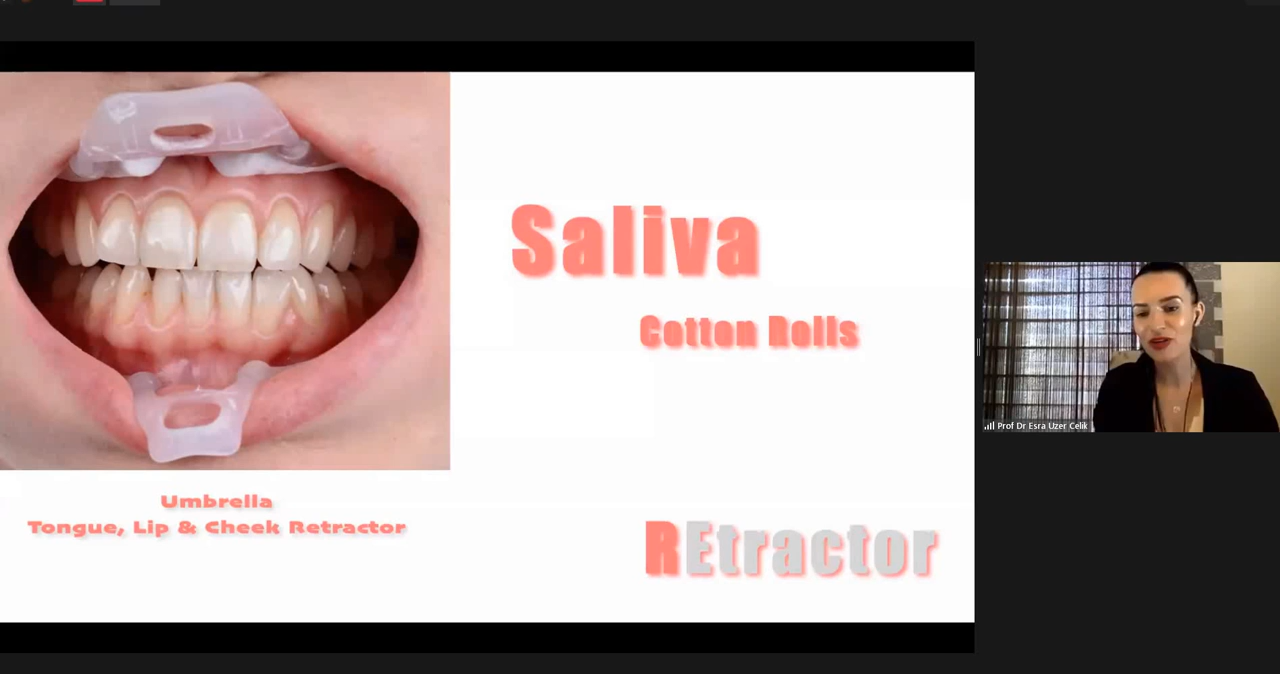 Saliva
Cotton Rolls
Umbrella
Tongue, Lip & Cheek Retractor
REtractor
Prof Dr Esra Uzer Celik